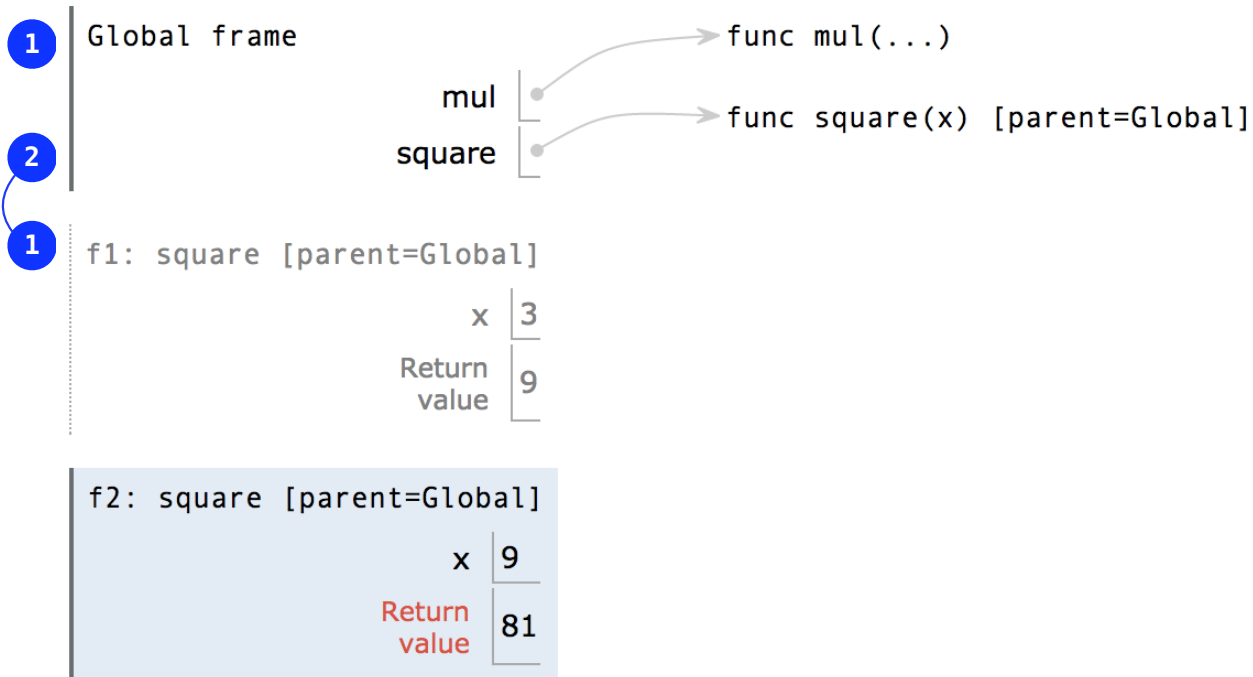 1 Global frame
func mul(...)
mul
func square(x) [parent=Global]
2 square
1 f1: square [parent=Global]
x 3
Return
value 9
f2: square [parent=Global]
x 9
Return
value 81